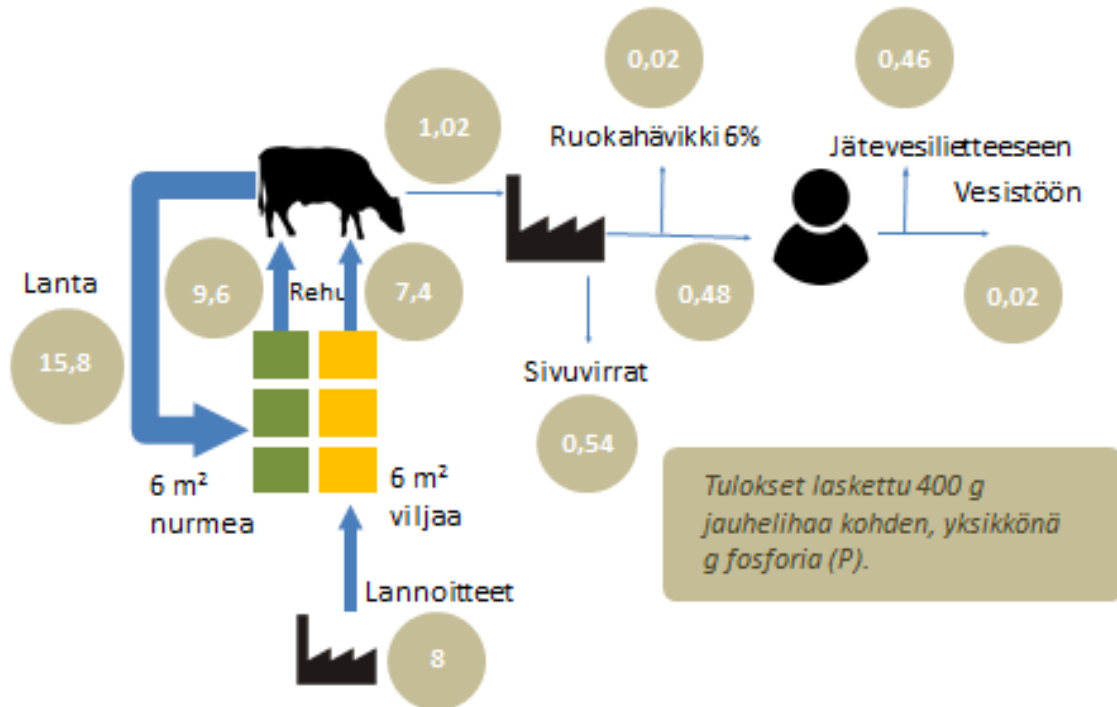 0,02
0,46
1,02
Ruokahävikki 6%
Jätevesilietteeseen
Vesistöön
Lanta
9,6
Rehu
7,4
0,48
0,02
15,8
Sivuvirrat
0,54
6 m²
nurmea
6 m²
viljaa
Tulokset laskettu 400 g
jauhelihaa kohden, yksikkönä
g fosforia (P).
Lannoitteet
8